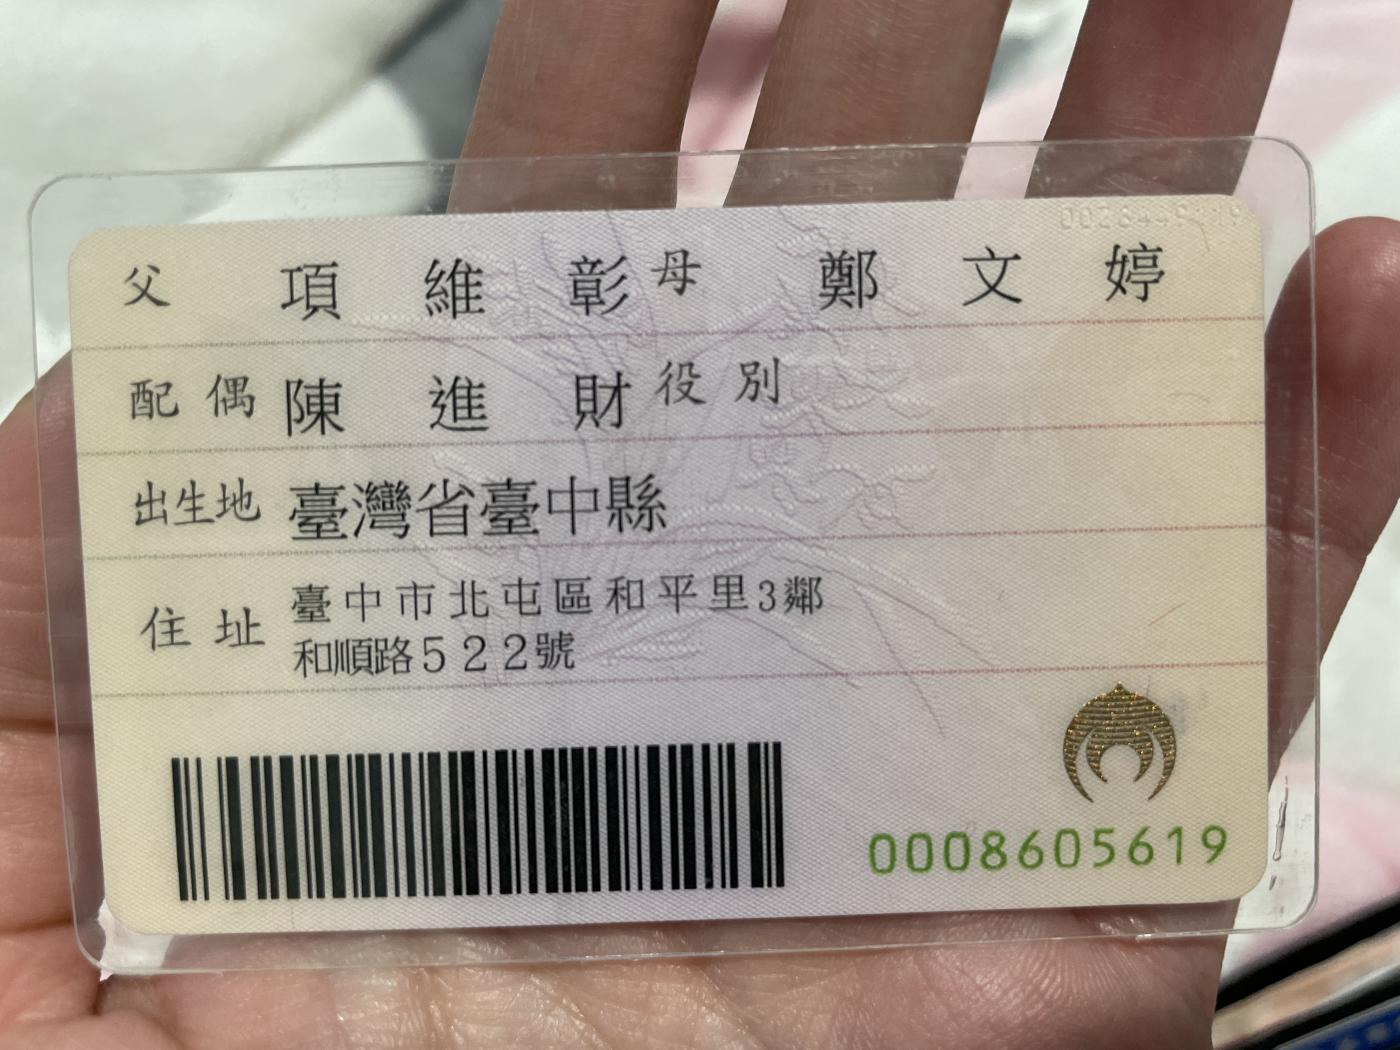 父 項維彰 母 鄭文婷
配偶 陳進財 役別
出生地 臺灣省臺中縣
住址 臺中市北屯區和平里3鄰
和順路522號
0008605619